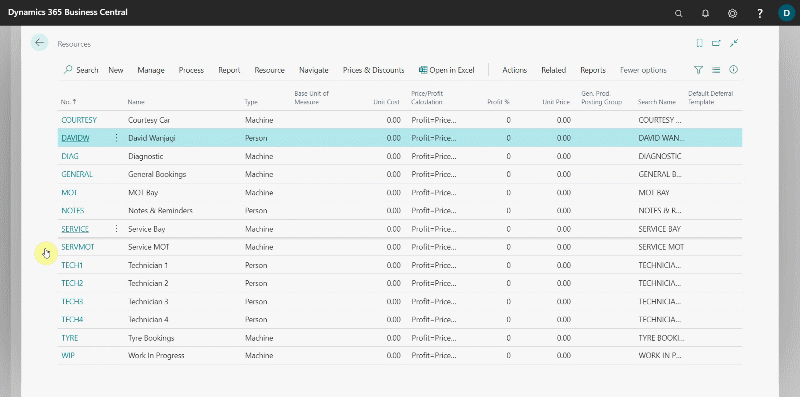 Dynamics 365 Business Central
?
D
Resources
Search New Manage Process Report Resource Navigate Prices & Discounts Open in Excel Actions Related Reports Fewer options
No. ↑ Name Type Base Unit of Measure Unit Cost Price/Profit Calculation Profit % Unit Price Gen. Prod. Posting Group Search Name Default Deferral Template
COURTESY Courtesy Car Machine 0.00 Profit=Price... 0 0.00 COURTESY ...
DAVIDW David Wanjagi Person 0.00 Profit=Price... 0 0.00 DAVID WAN...
DIAG Diagnostic Machine 0.00 Profit=Price... 0 0.00 DIAGNOSTIC
GENERAL General Bookings Machine 0.00 Profit=Price... 0 0.00 GENERAL B...
MOT MOT Bay Machine 0.00 Profit=Price... 0 0.00 MOT BAY
NOTES Notes & Reminders Person 0.00 Profit=Price... 0 0.00 NOTES & R...
SERVICE Service Bay Machine 0.00 Profit=Price... 0 0.00 SERVICE BAY
SERVMOT Service MOT Machine 0.00 Profit=Price... 0 0.00 SERVICE MOT
TECH1 Technician 1 Person 0.00 Profit=Price... 0 0.00 TECHNICIA...
TECH2 Technician 2 Person 0.00 Profit=Price... 0 0.00 TECHNICIA...
TECH3 Technician 3 Person 0.00 Profit=Price... 0 0.00 TECHNICIA...
TECH4 Technician 4 Person 0.00 Profit=Price... 0 0.00 TECHNICIA...
TYRE Tyre Bookings Machine 0.00 Profit=Price... 0 0.00 TYRE BOOKI...
WIP Work In Progress Machine 0.00 Profit=Price... 0 0.00 WORK IN P...